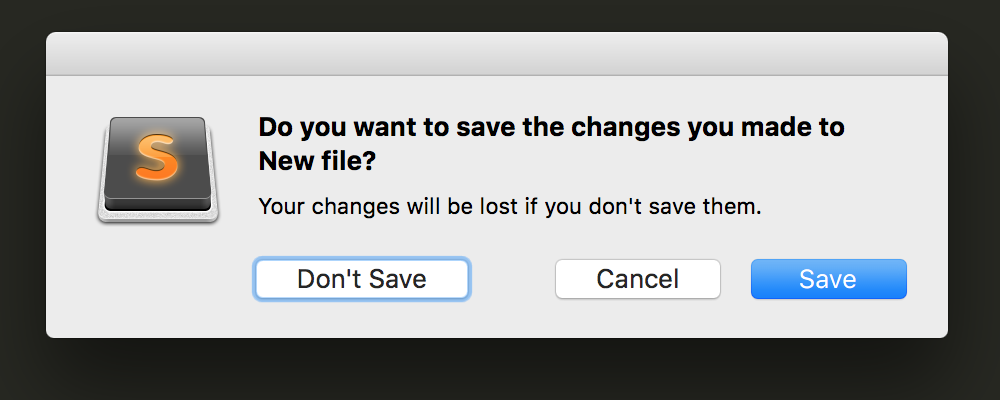 S
Do you want to save the changes you made to
New file?
Your changes will be lost if you don't save them.
Don't Save Cancel Save